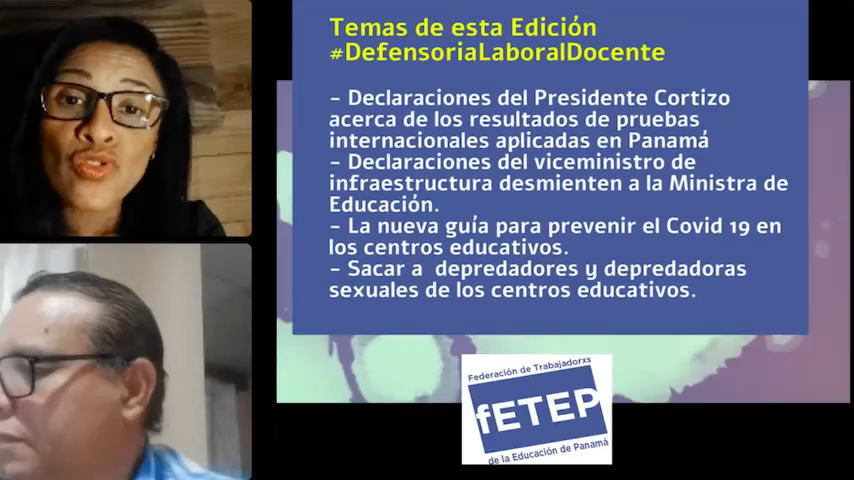 Temas de esta Edición
#DefensoriaLaboralDocente
- Declaraciones del Presidente Cortizo
acerca de los resultados de pruebas
internacionales aplicadas en Panamá
- Declaraciones del viceministro de
infraestructura desmienten a la Ministra de
Educación.
- La nueva guía para prevenir el Covid 19 en
los centros educativos.
- Sacar a depredadores y depredadoras
sexuales de los centros educativos.
Federación de Trabajadorxs
fETEP
de la Educación de Panamá